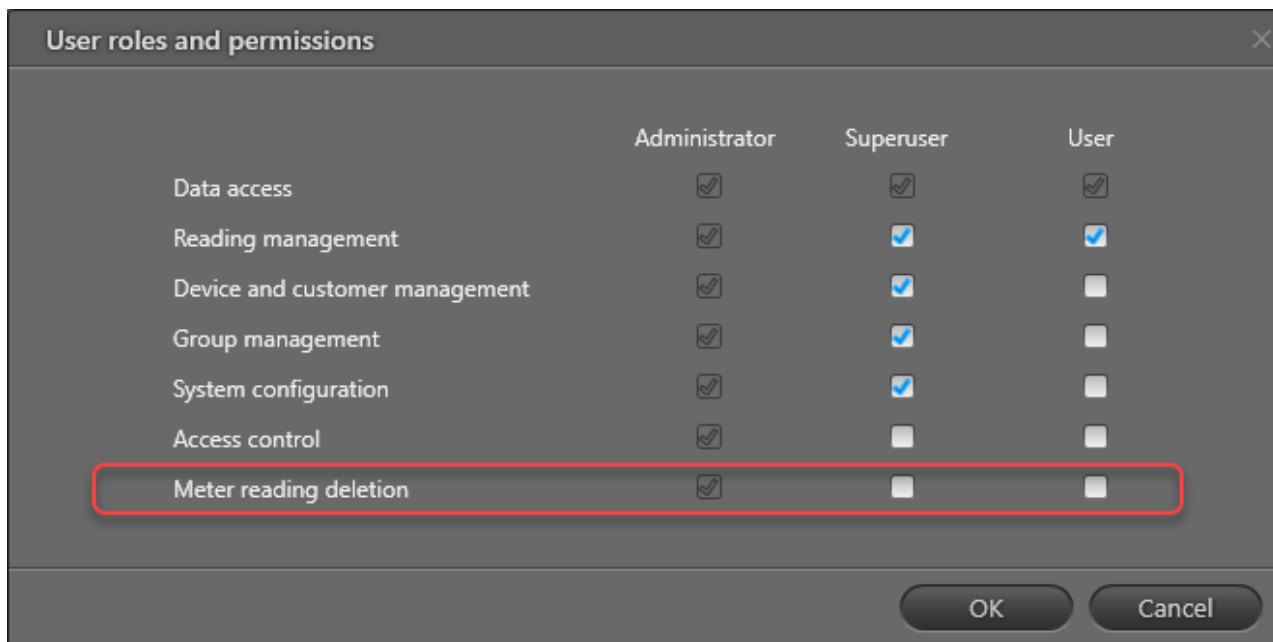 User roles and permissions
Administrator Superuser User
Data access
Reading management
Device and customer management
Group management
System configuration
Access control
Meter reading deletion
OK Cancel